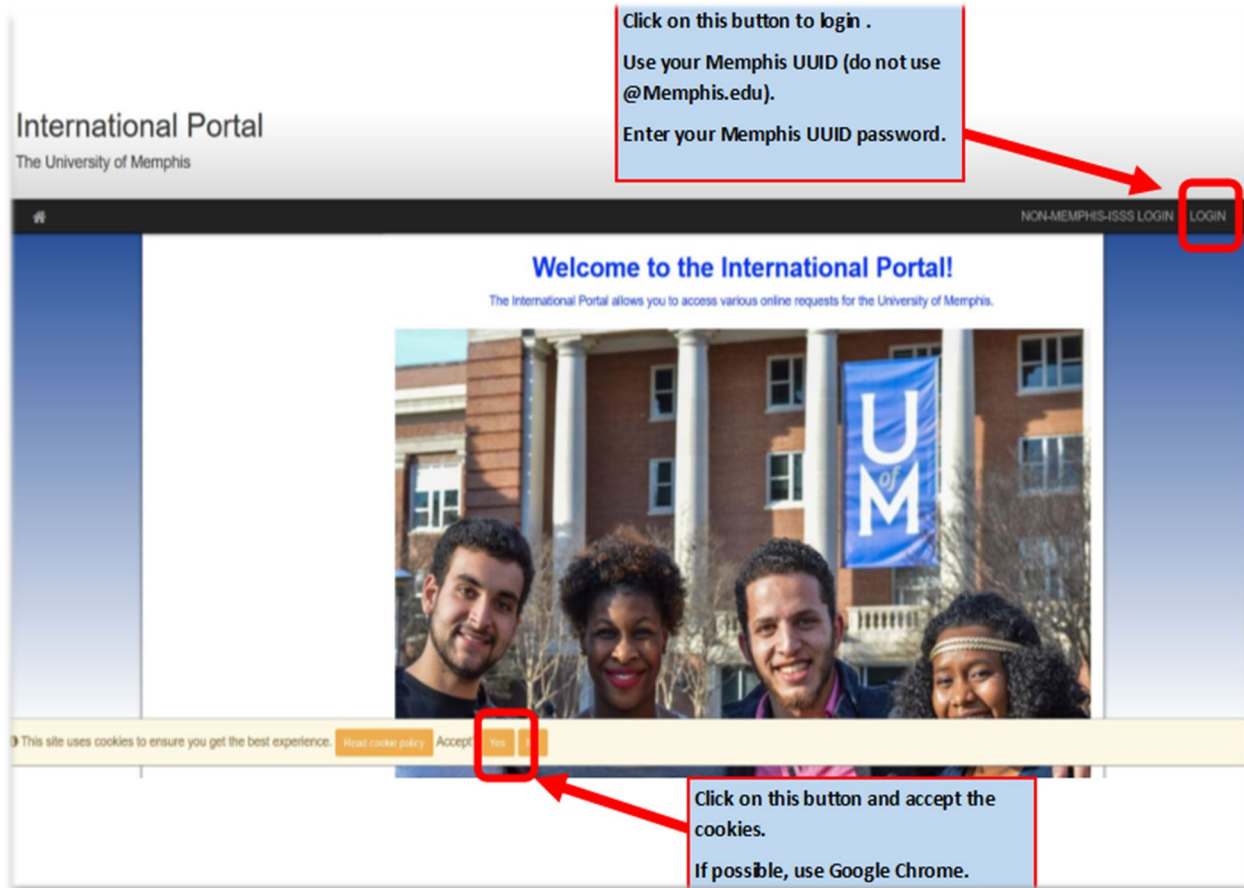 Click on this button to login .
Use your Memphis UUID (do not use
@Memphis.edu).
Enter your Memphis UUID password.
International Portal
The University of Memphis
NON-MEMPHIS-ISSS LOGIN LOGIN
Welcome to the International Portal!
The International Portal allows you to access various online requests for the University of Memphis.
U
of
M
This site uses cookies to ensure you get the best experience. Read cookie policy Accept? Yes
Click on this button and accept the
cookies.
If possible, use Google Chrome.